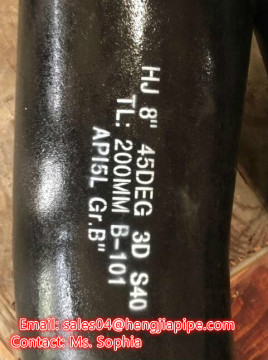 HJ 8" 45DEG 3D S40
TL: 200MM B-101
API5L Gr.B"
Email: sales04@hengjiapipe.com
Contact: Ms. Sophia